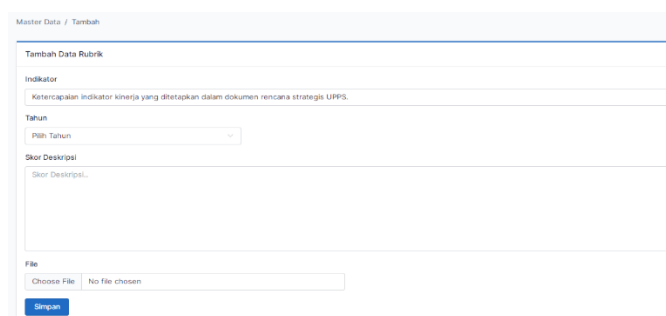 Master Data / Tambah
Tambah Data Rubrik
Indikator
Ketercapaian indikator kinerja yang ditetapkan dalam dokumen rencana strategis UPPS.
Tahun
Pilih Tahun
Skor Deskripsi
Skor Deskripsi..
File
Choose File No file chosen
Simpan